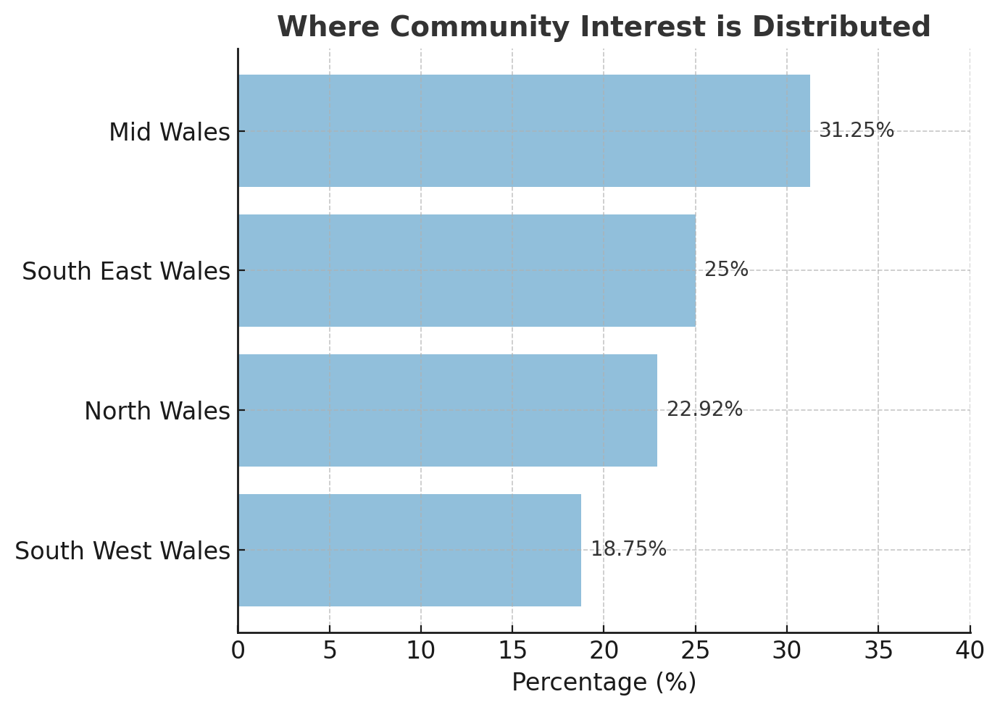 Where Community Interest is Distributed
Mid Wales
31.25%
South East Wales
25%
North Wales
22.92%
South West Wales
18.75%
0 5 10 15 20 25 30 35 40
Percentage (%)